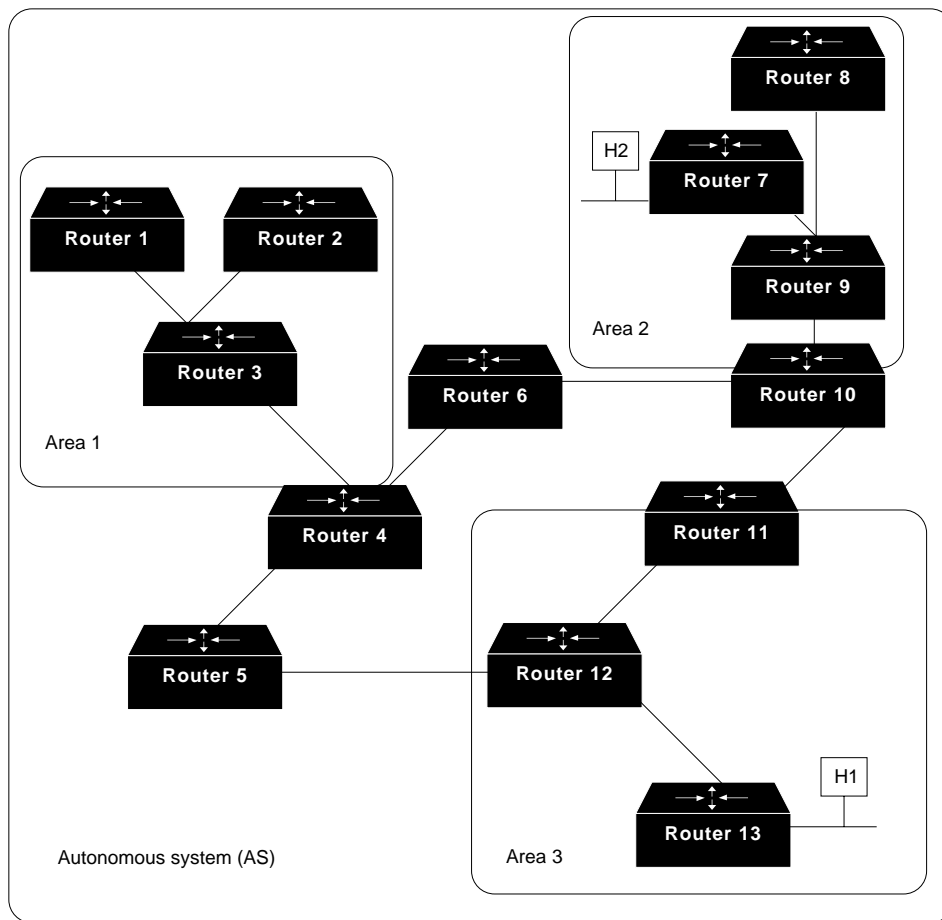 Router 8
H2
Router 7
Router 1
Router 2
Router 9
Area 2
Router 3
Router 6
Router 10
Area 1
Router 4
Router 11
Router 5
Router 12
H1
Router 13
Autonomous system (AS)
Area 3